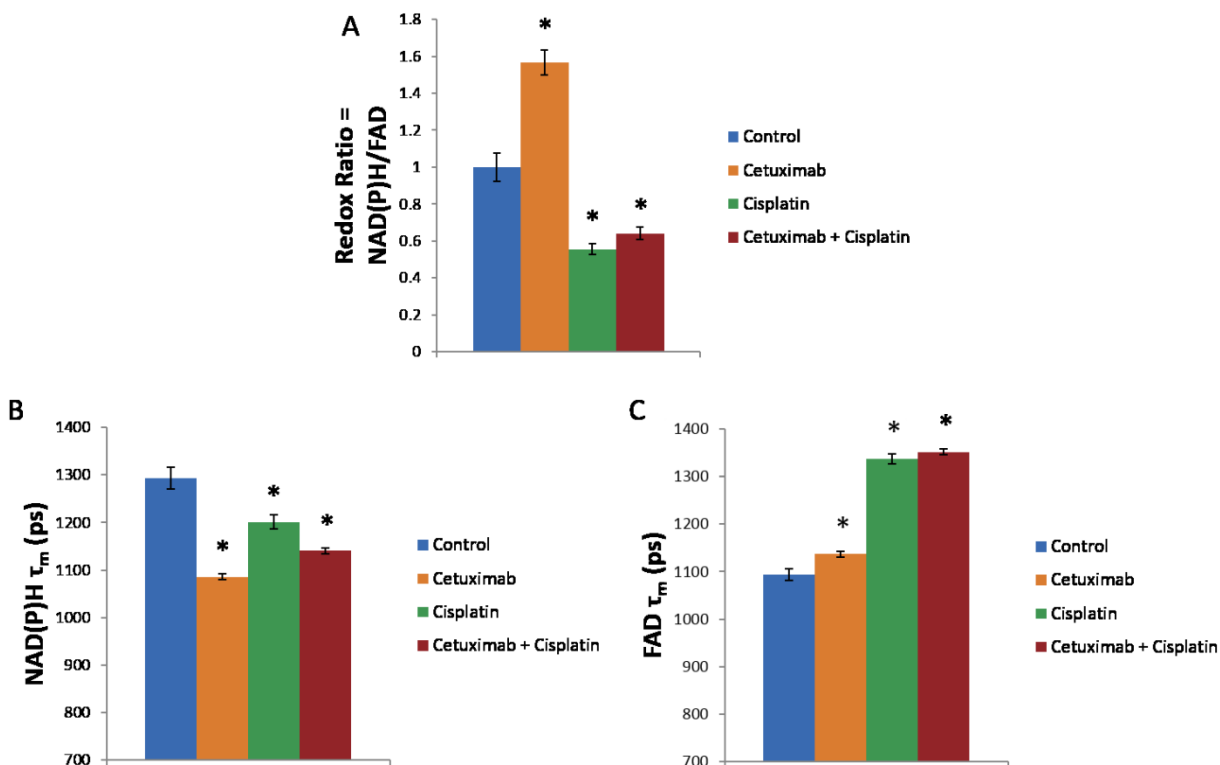 A
1.8
1.6
1.4
1.2
1
0.8
0.6
0.4
0.2
0
Redox Ratio =
NAD(P)H/FAD
*
*
*
Control
Cetuximab
Cisplatin
Cetuximab + Cisplatin
B
1400
1300
1200
1100
1000
900
800
700
NAD(P)H τm (ps)
*
*
*
Control
Cetuximab
Cisplatin
Cetuximab + Cisplatin
C
1400
1300
1200
1100
1000
900
800
700
FAD τm (ps)
*
*
*
Control
Cetuximab
Cisplatin
Cetuximab + Cisplatin